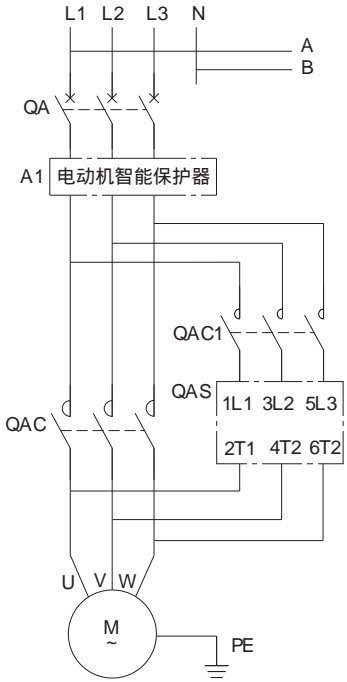 L1 L2 L3 N
A
B
QA
A1 电动机智能保护器
QAC1
QAS
1L1 3L2 5L3
QAC
2T1 4T2 6T2
U V W
M
~
PE